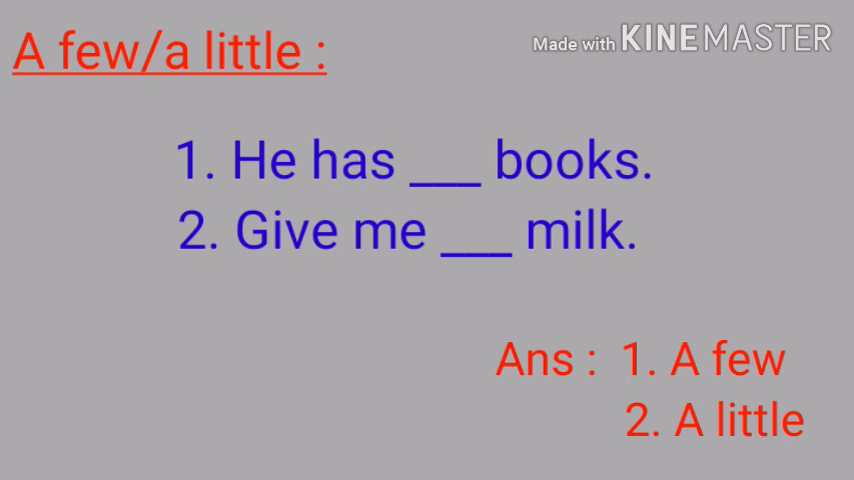 A few/a little :
Made with KINEMASTER
1. He has ___ books.
2. Give me ___ milk.
Ans : 1. A few
2. A little